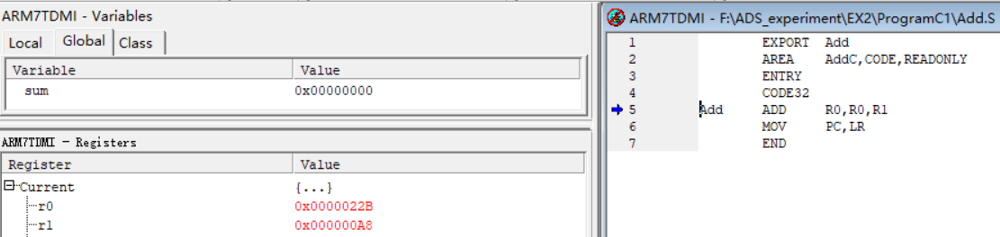 ARM7TDMI - Variables
Local Global Class
Variable Value
sum 0x00000000
ARM7TDMI - Registers
Register Value
Current {...}
r0 0x0000022B
r1 0x000000A8
ARM7TDMI - F:\ADS_experiment\EX2\ProgramC1\Add.S
1 EXPORT Add
2 AREA AddC,CODE,READONLY
3 ENTRY
4 CODE32
5 Add ADD R0,R0,R1
6 MOV PC,LR
7 END